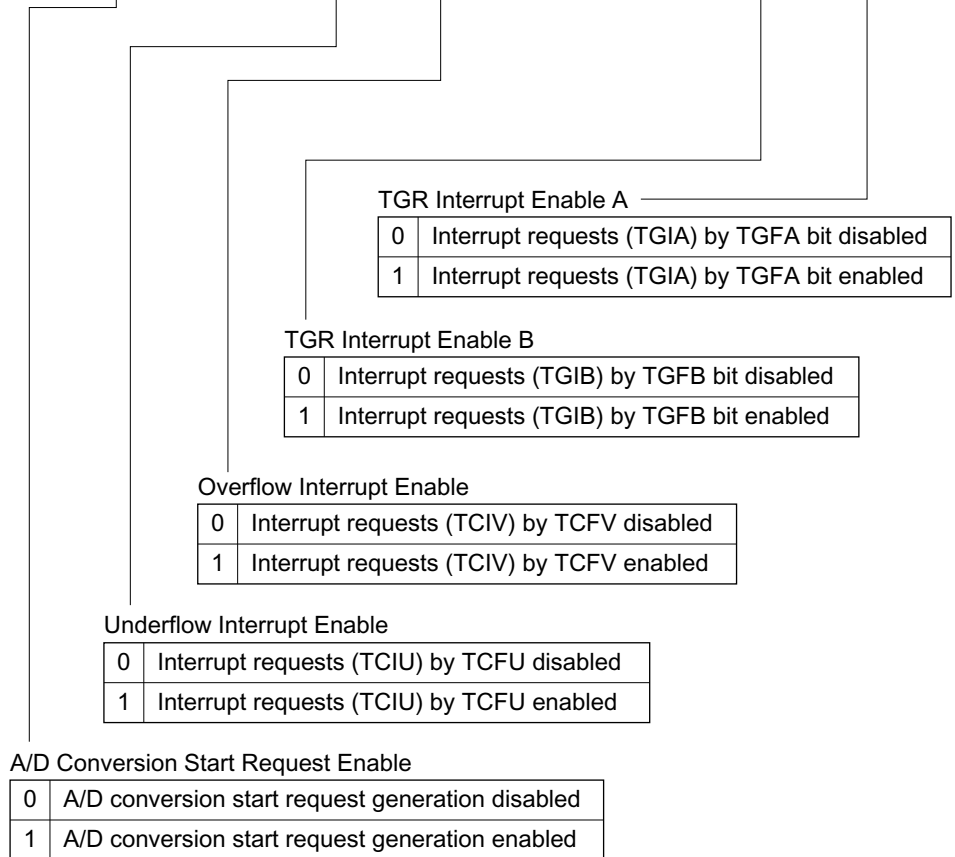 TGR Interrupt Enable A
0 Interrupt requests (TGIA) by TGFA bit disabled
1 Interrupt requests (TGIA) by TGFA bit enabled
TGR Interrupt Enable B
0 Interrupt requests (TGIB) by TGFB bit disabled
1 Interrupt requests (TGIB) by TGFB bit enabled
Overflow Interrupt Enable
0 Interrupt requests (TCIV) by TCFV disabled
1 Interrupt requests (TCIV) by TCFV enabled
Underflow Interrupt Enable
0 Interrupt requests (TCIU) by TCFU disabled
1 Interrupt requests (TCIU) by TCFU enabled
A/D Conversion Start Request Enable
0 A/D conversion start request generation disabled
1 A/D conversion start request generation enabled